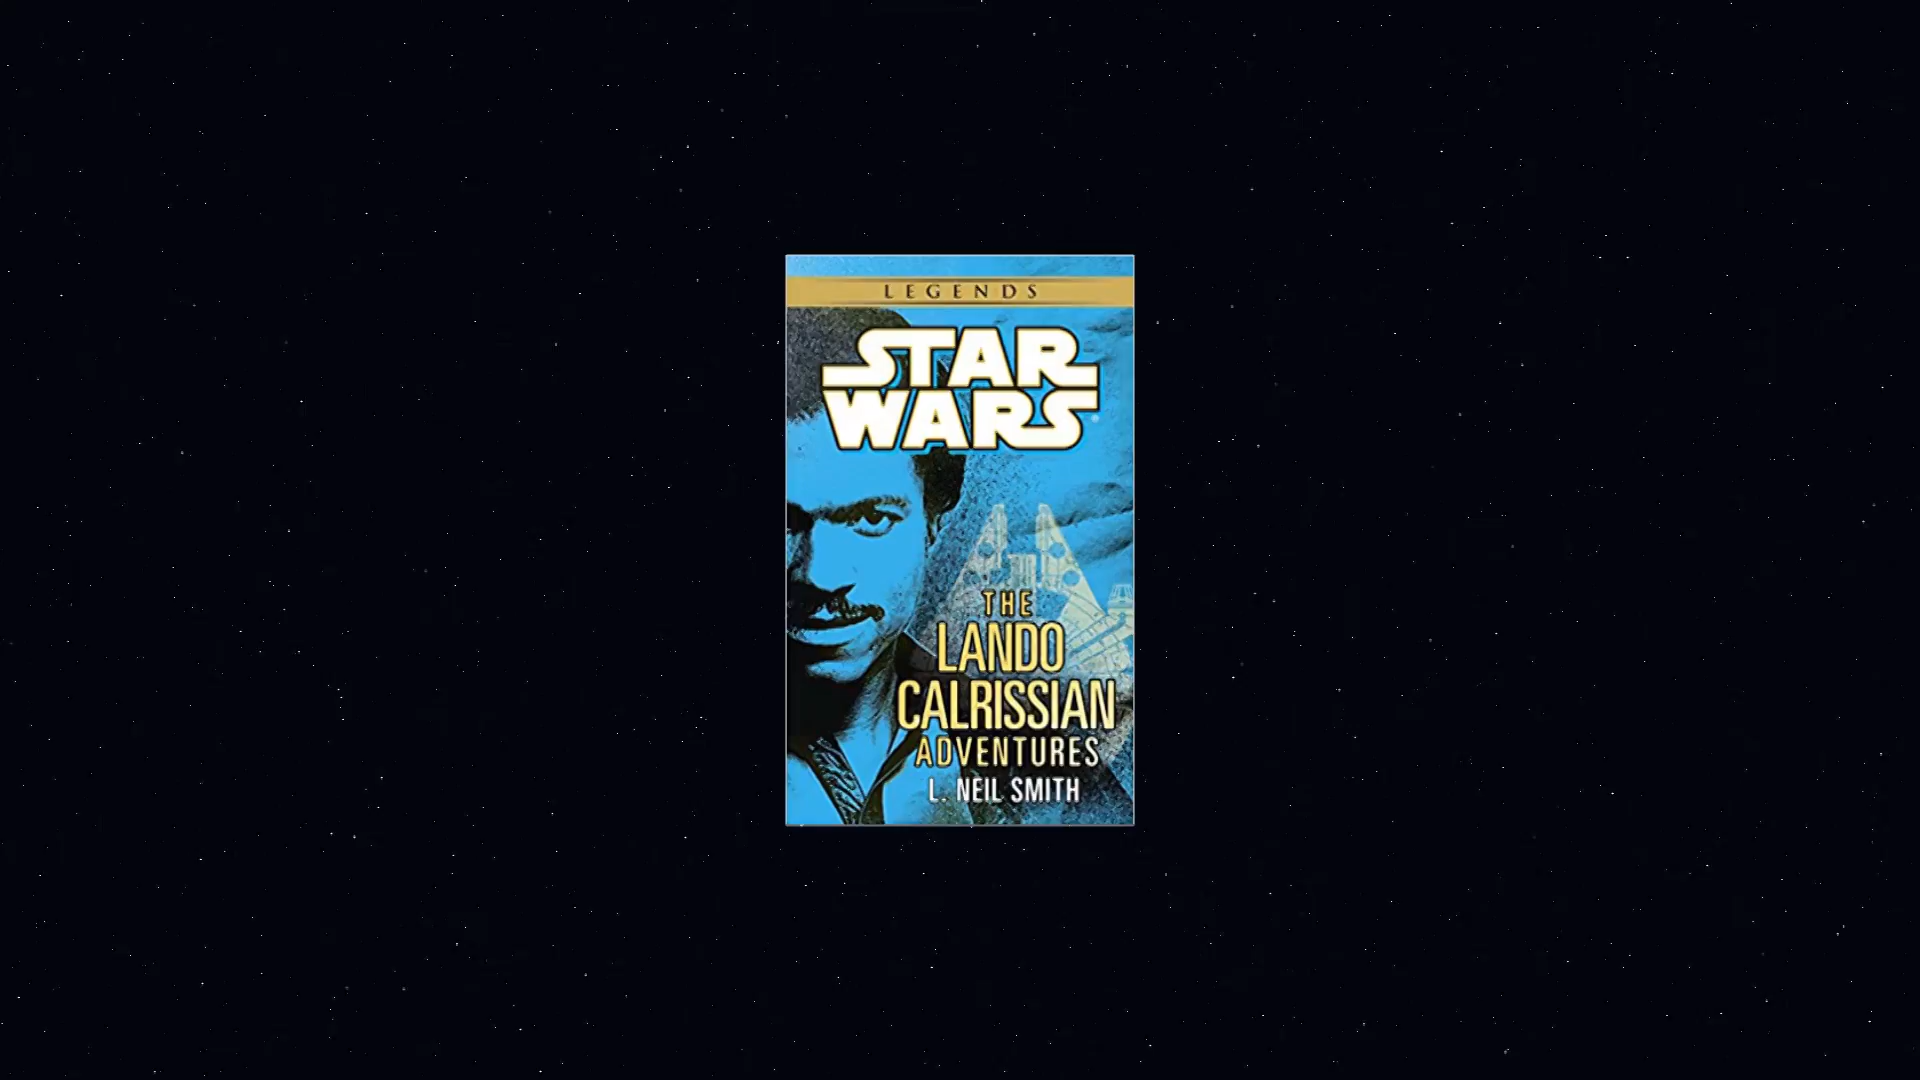 LEGENDS
STAR
WARS
THE
LANDO
CALRISSIAN
ADVENTURES
L. NEIL SMITH